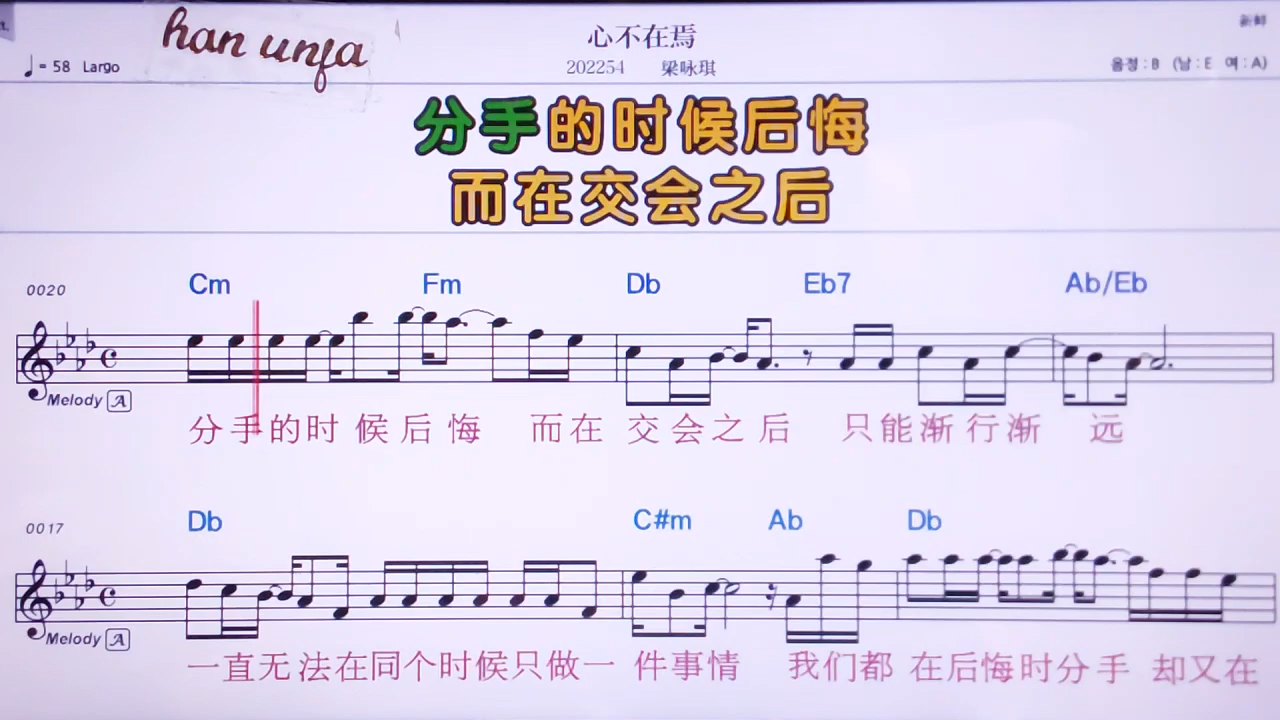 han unfa
心不在焉
新鲜
♩= 58 Largo
202254 梁咏琪
음정 : B (남 : E 여 : A)
分手的时候后悔
而在交会之后
0020
Cm Fm Db Eb7 Ab/Eb
Melody A
分手的时候后悔 而在交会之后 只能渐行渐远
0017
Db C#m Ab Db
Melody A
一直无法在同个时候只做一件事情 我们都在后悔时分手 却又在